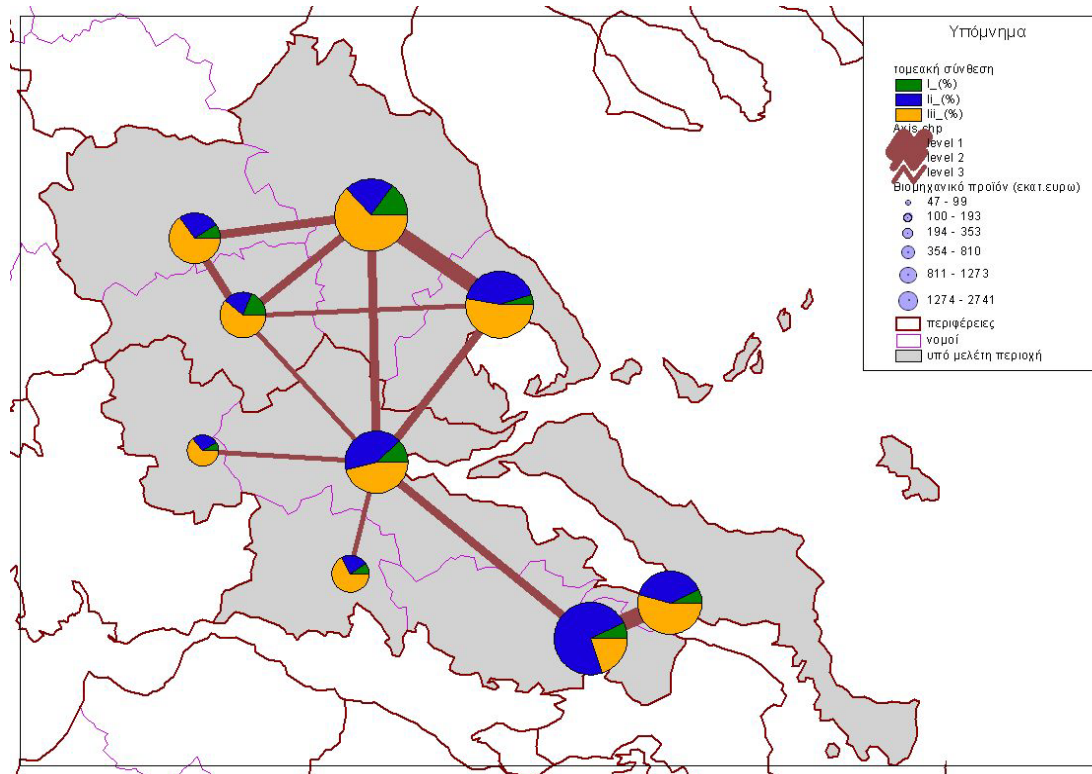 Υπόμνημα
τομεακή σύνθεση
I_(%)
Ii_(%)
Iii_(%)
Axis.shp
level 1
level 2
level 3
Βιομηχανικό προϊόν (εκατ.ευρω)
47 - 99
100 - 193
194 - 353
354 - 810
811 - 1273
1274 - 2741
περιφέρειες
νομοί
υπό μελέτη περιοχή